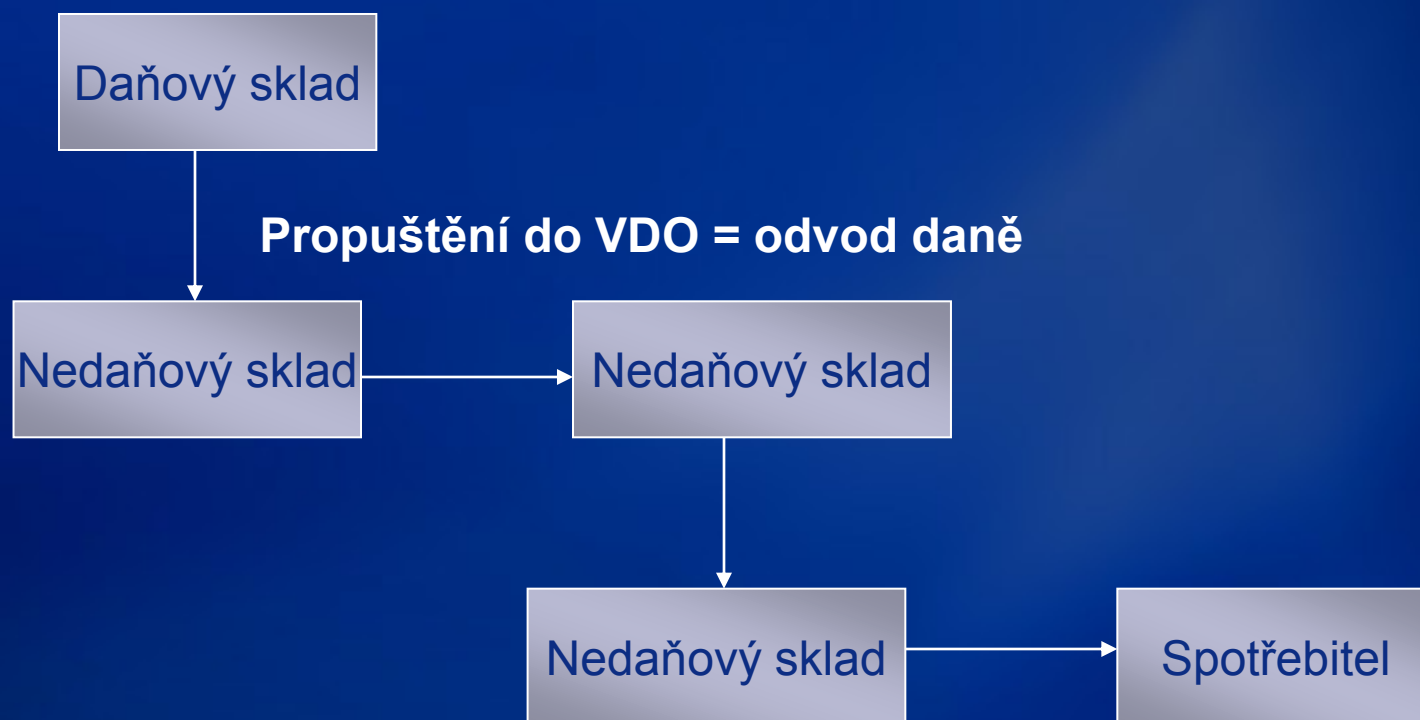 Daňový sklad
Propuštění do VDO = odvod daně
Nedaňový sklad
Nedaňový sklad
Nedaňový sklad
Spotřebitel